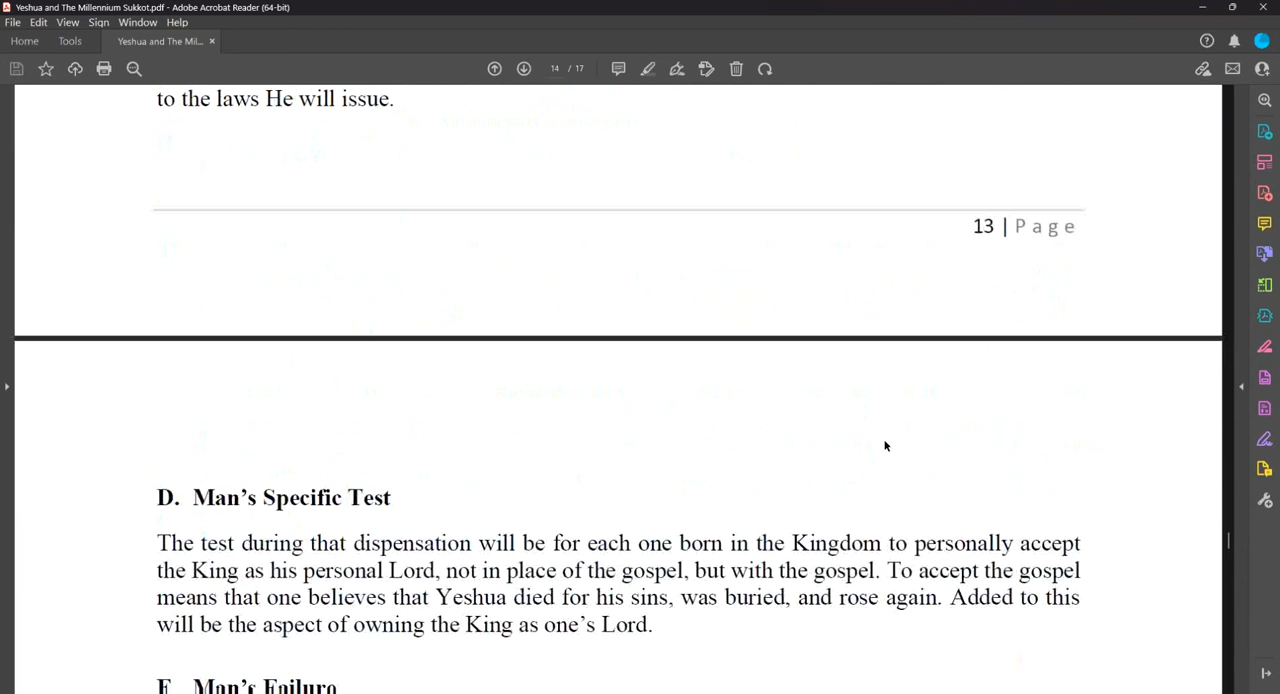 Yeshua and The Millennium Sukkot.pdf - Adobe Acrobat Reader (64-bit)
File Edit View Sign Window Help
Home Tools Yeshua and The Mil... ×
14 / 17
to the laws He will issue.
13 | Page
D. Man's Specific Test
The test during that dispensation will be for each one born in the Kingdom to personally accept
the King as his personal Lord, not in place of the gospel, but with the gospel. To accept the gospel
means that one believes that Yeshua died for his sins, was buried, and rose again. Added to this
will be the aspect of owning the King as one's Lord.
Man's Failure